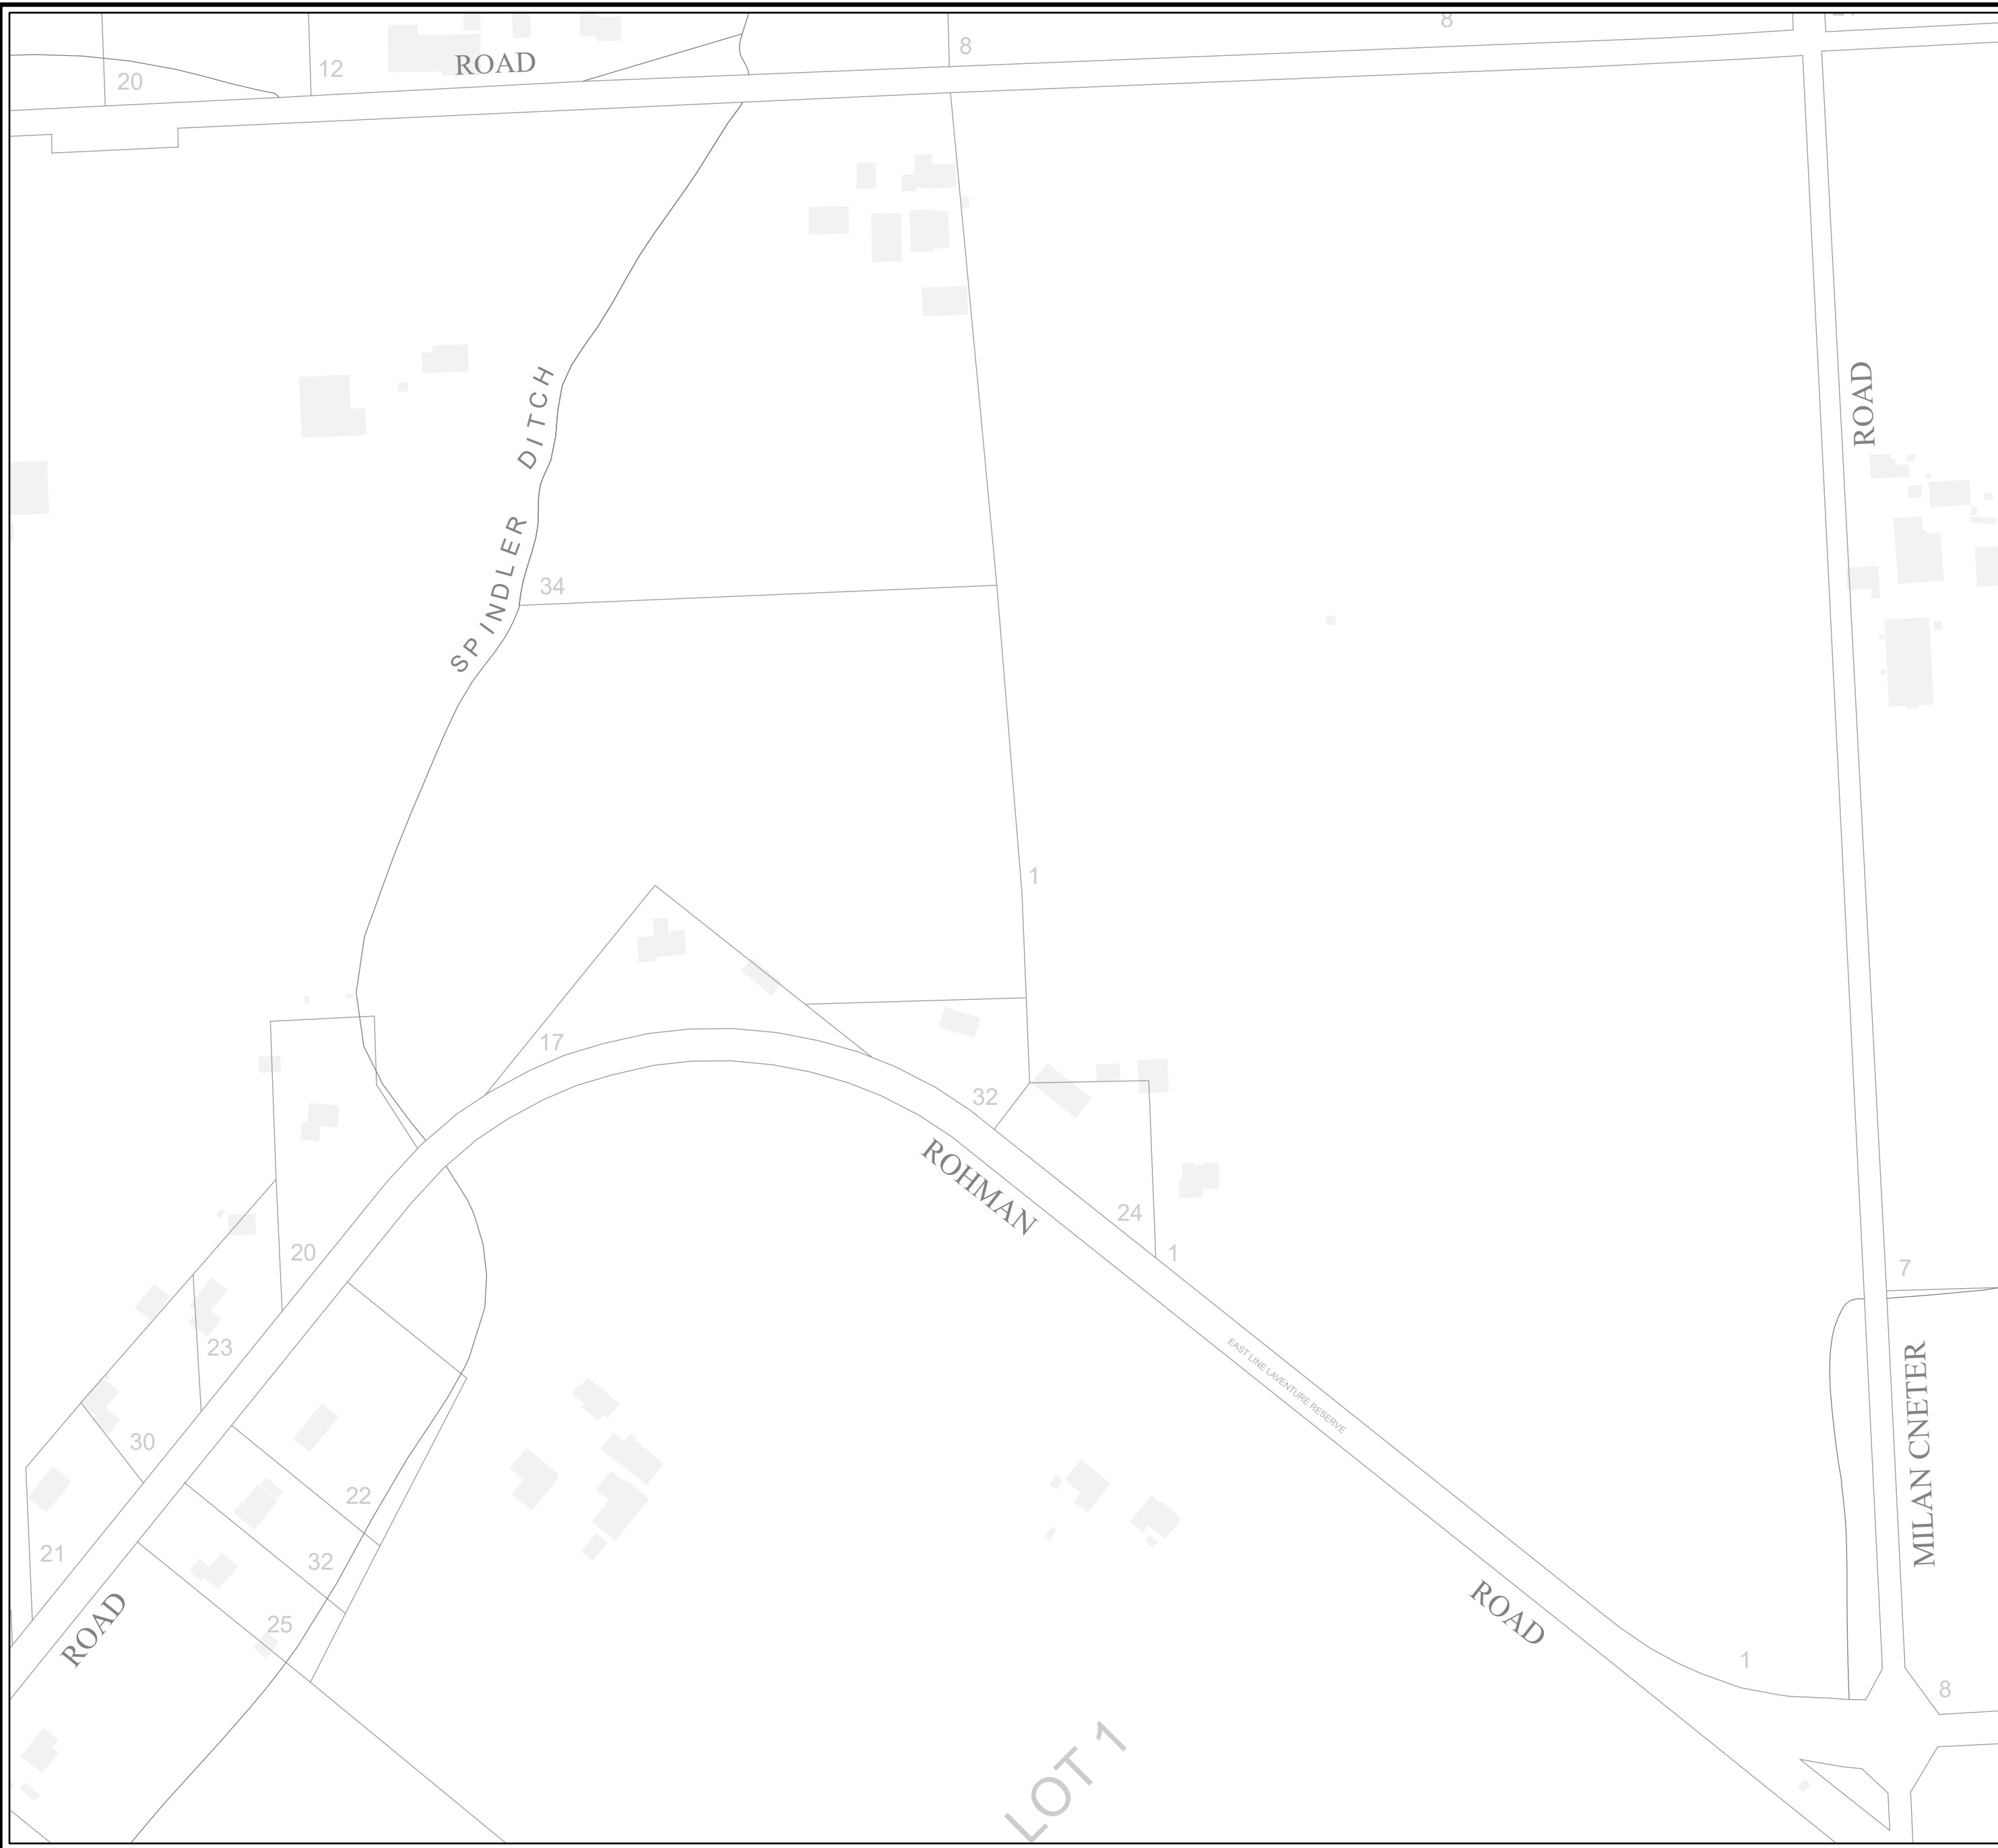 8
8
20
12
ROAD
ROAD
SPINDLER DITCH
34
1
17
32
ROHMAN
24
1
20
7
23
EAST LINE LAVENTURE RESERVE
MILAN CNETER
30
22
21
32
25
ROAD
ROAD
1
8
LOT 1